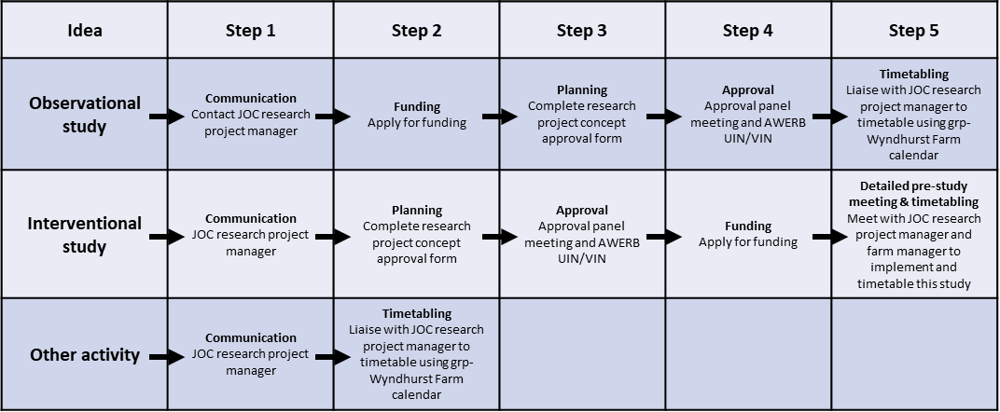 Idea
Step 1
Step 2
Step 3
Step 4
Step 5
Observational
study
Communication
Contact JOC research
project manager
Funding
Apply for funding
Planning
Complete research
project concept
approval form
Approval
Approval panel
meeting and AWERB
UIN/VIN
Timetabling
Liaise with JOC research
project manager to
timetable using grp-
Wyndhurst Farm
calendar
Interventional
study
Communication
JOC research project
manager
Planning
Complete research
project concept
approval form
Approval
Approval panel
meeting and AWERB
UIN/VIN
Funding
Apply for funding
Detailed pre-study
meeting & timetabling
Meet with JOC research
project manager and
farm manager to
implement and
timetable this study
Other activity
Communication
JOC research project
manager
Timetabling
Liaise with JOC research
project manager to
timetable using grp-
Wyndhurst Farm
calendar